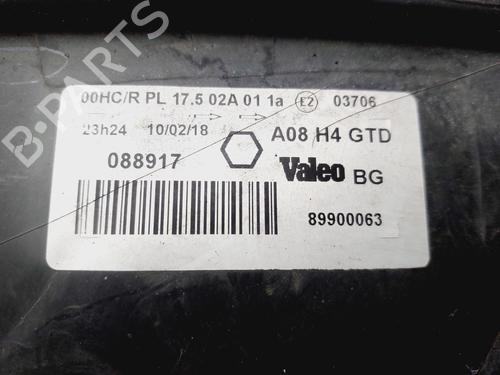 00HC/R PL 17.5 02A 01 1a E2 03706
23h24 10/02/18 A08 H4 GTD
088917 Valeo BG
89900063
B-PARTS